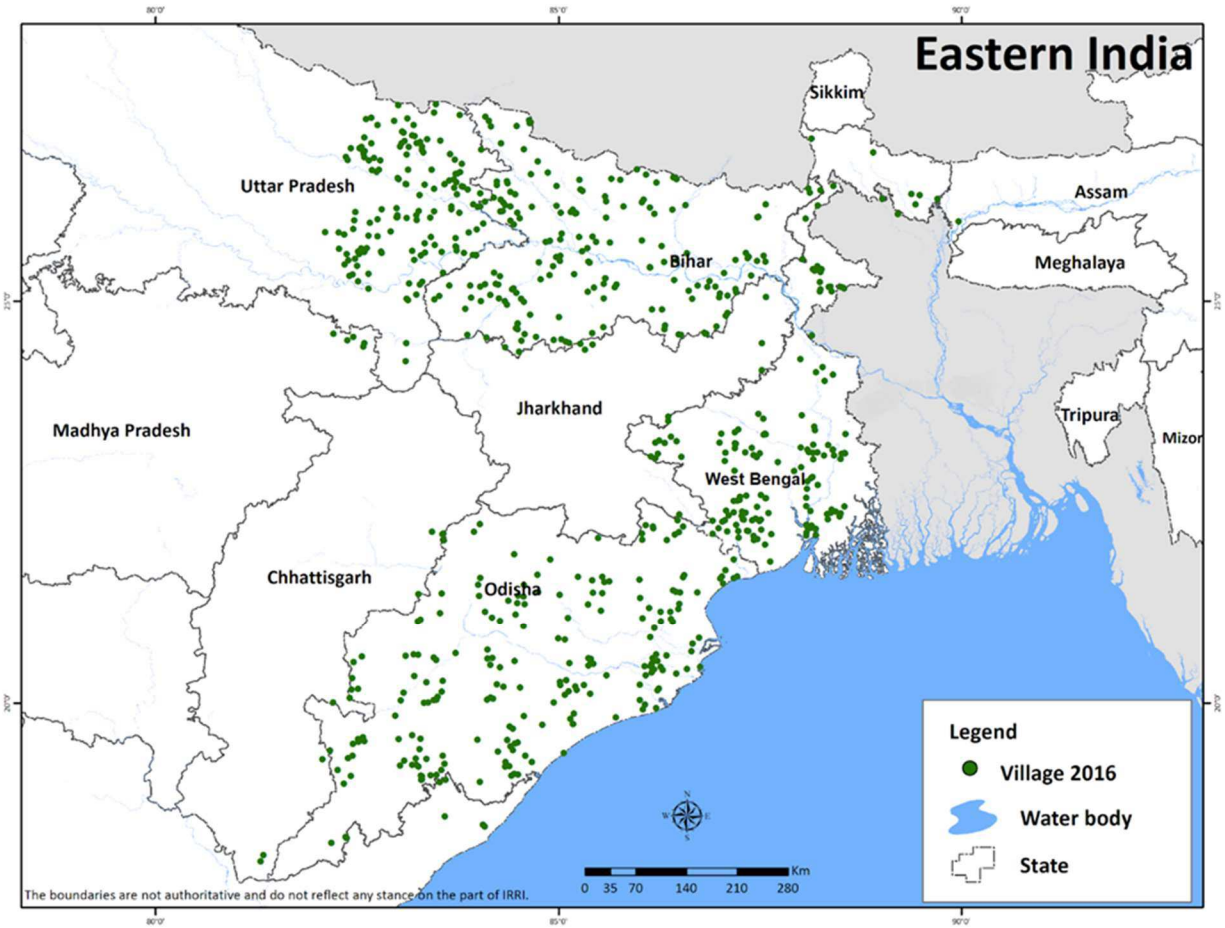 80°0'
85°0'
90°0'
Eastern India
Sikkim
Uttar Pradesh
Assam
Bihar
Meghalaya
25°0'
25°0'
Jharkhand
Tripura
Madhya Pradesh
Mizor
West Bengal
Chhattisgarh
Odisha
20°0'
20°0'
Legend
Village 2016
Water body
State
N
W E
S
Km
0 35 70 140 210 280
The boundaries are not authoritative and do not reflect any stance on the part of IRRI.
80°0'
85°0'
90°0'